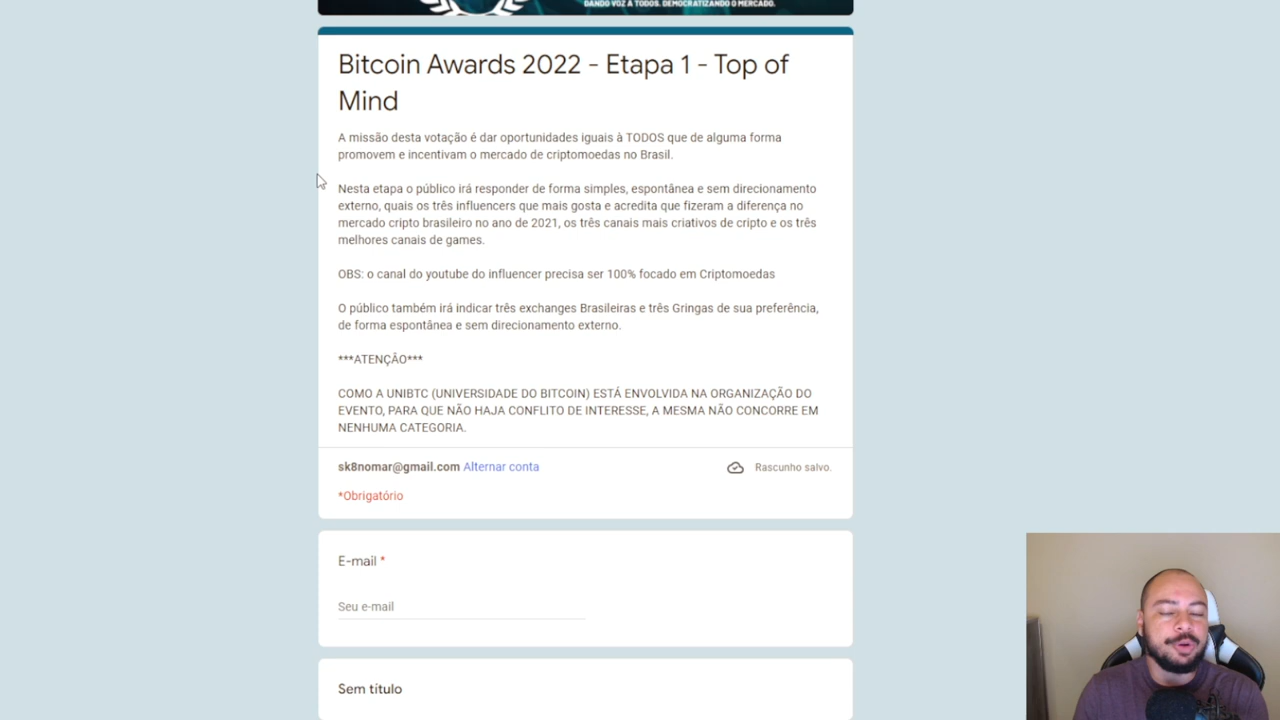 DANDO VOZ À TODOS. DEMOCRATIZANDO O MERCADO.
Bitcoin Awards 2022 - Etapa 1 - Top of
Mind
A missão desta votação é dar oportunidades iguais à TODOS que de alguma forma
promovem e incentivam o mercado de criptomoedas no Brasil.
Nesta etapa o público irá responder de forma simples, espontânea e sem direcionamento
externo, quais os três influencers que mais gosta e acredita que fizeram a diferença no
mercado cripto brasileiro no ano de 2021, os três canais mais criativos de cripto e os três
melhores canais de games.
OBS: o canal do youtube do influencer precisa ser 100% focado em Criptomoedas
O público também irá indicar três exchanges Brasileiras e três Gringas de sua preferência,
de forma espontânea e sem direcionamento externo.
***ATENÇÃO***
COMO A UNIBTC (UNIVERSIDADE DO BITCOIN) ESTÁ ENVOLVIDA NA ORGANIZAÇÃO DO
EVENTO, PARA QUE NÃO HAJA CONFLITO DE INTERESSE, A MESMA NÃO CONCORRE EM
NENHUMA CATEGORIA.
sk8nomar@gmail.com Alternar conta Rascunho salvo.
*Obrigatório
E-mail *
Seu e-mail
Sem título